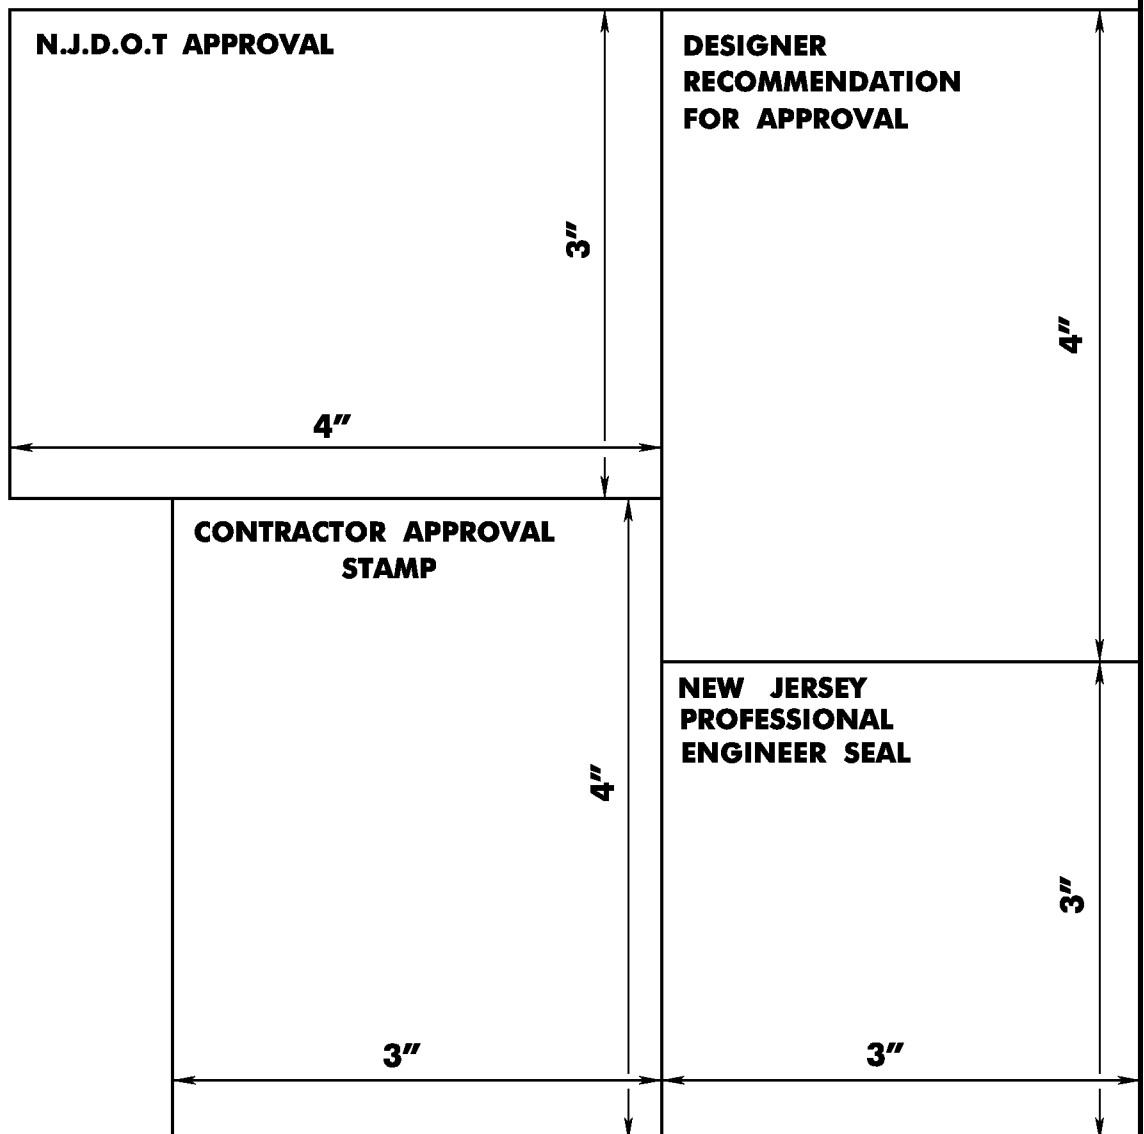 N.J.D.O.T APPROVAL
3"
4"
DESIGNER
RECOMMENDATION
FOR APPROVAL
4"
CONTRACTOR APPROVAL
STAMP
4"
3"
NEW JERSEY
PROFESSIONAL
ENGINEER SEAL
3"
3"